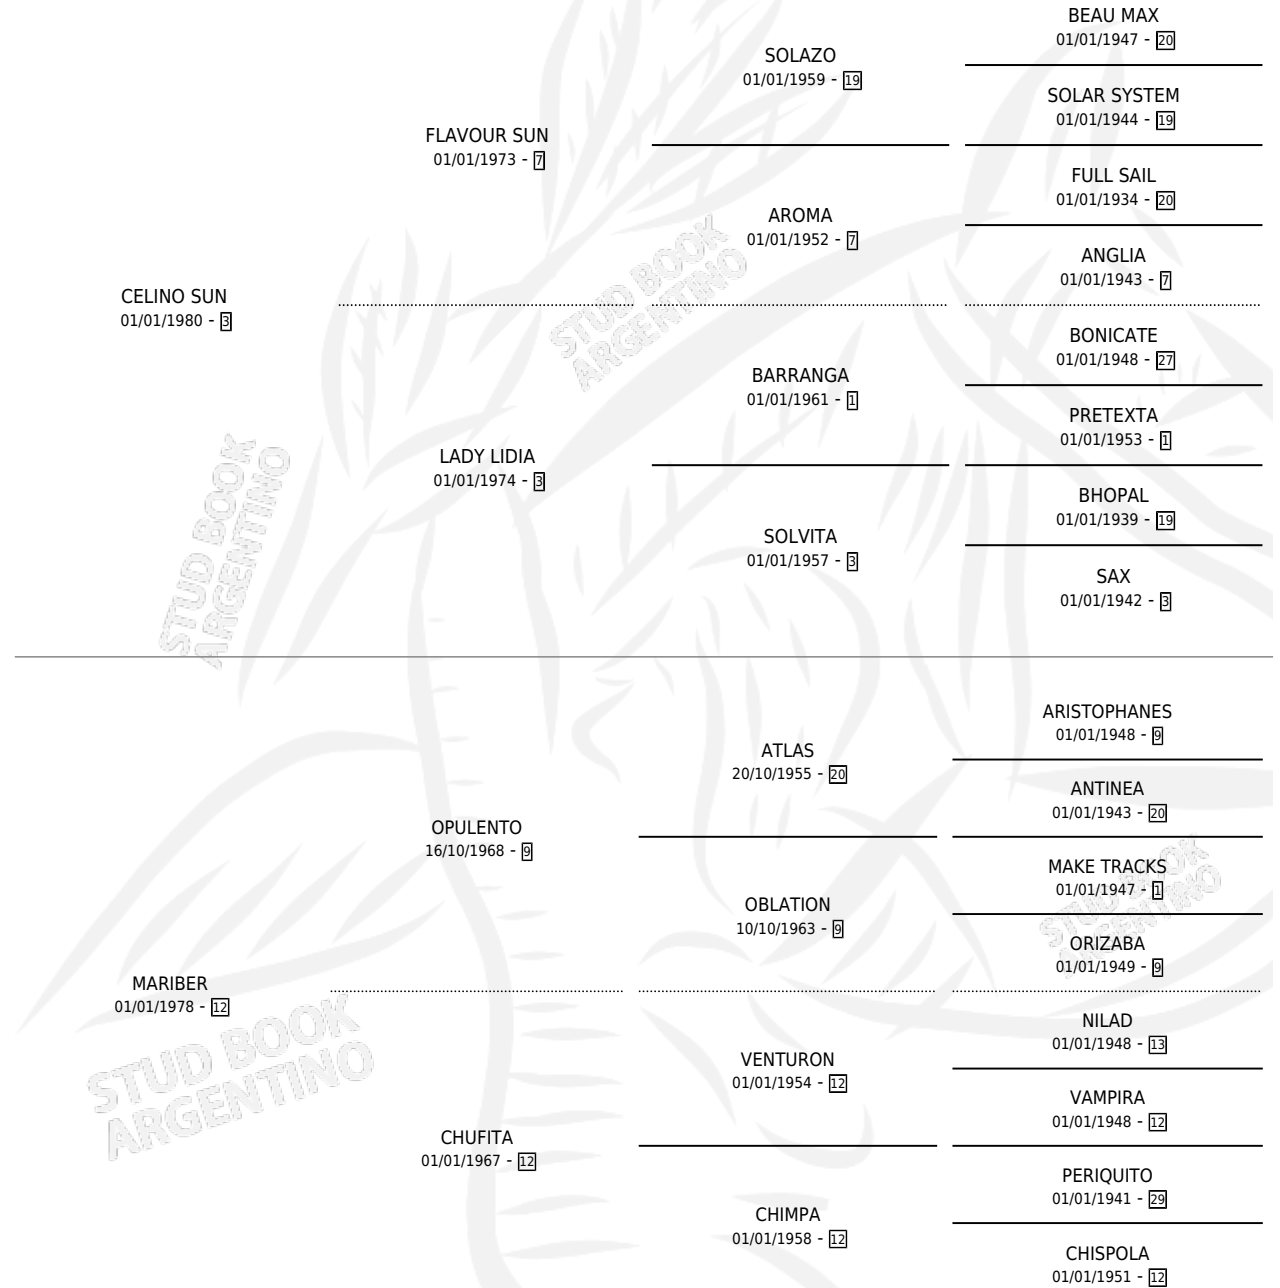 BEAU MAX
01/01/1947 - 20
SOLAZO
01/01/1959 - 19
SOLAR SYSTEM
01/01/1944 - 19
FLAVOUR SUN
01/01/1973 - 7
FULL SAIL
01/01/1934 - 20
AROMA
01/01/1952 - 7
ANGLIA
01/01/1943 - 7
CELINO SUN
01/01/1980 - 3
BONICATE
01/01/1948 - 27
BARRANGA
01/01/1961 - 1
PRETEXTA
01/01/1953 - 1
LADY LIDIA
01/01/1974 - 3
BHOPAL
01/01/1939 - 19
SOLVITA
01/01/1957 - 3
SAX
01/01/1942 - 3
STUD BOOK
ARGENTINO
STUD BOOK
ARGENTINO
ARISTOPHANES
01/01/1948 - 9
ATLAS
20/10/1955 - 20
ANTINEA
01/01/1943 - 20
OPULENTO
16/10/1968 - 9
MAKE TRACKS
01/01/1947 - 1
OBLATION
10/10/1963 - 9
ORIZABA
01/01/1949 - 9
MARIBER
01/01/1978 - 12
NILAD
01/01/1948 - 13
VENTURON
01/01/1954 - 12
VAMPIRA
01/01/1948 - 12
CHUFITA
01/01/1967 - 12
PERIQUITO
01/01/1941 - 29
CHIMPA
01/01/1958 - 12
CHISPOLA
01/01/1951 - 12
STUD BOOK
ARGENTINO
STUD BOOK
ARGENTINO